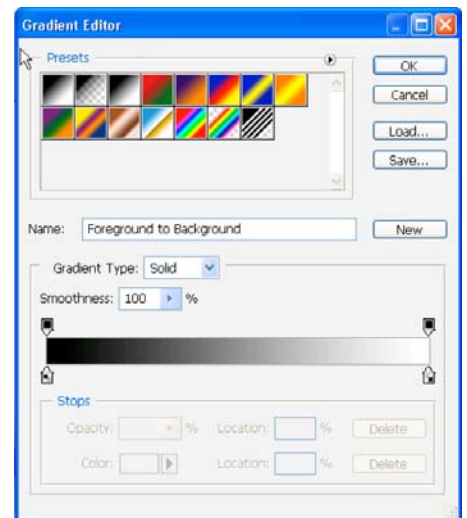 Gradient Editor
Presets
OK
Cancel
Load...
Save...
Name: Foreground to Background New
Gradient Type: Solid
Smoothness: 100 %
Stops
Opacity: % Location: % Delete
Color: Location: % Delete